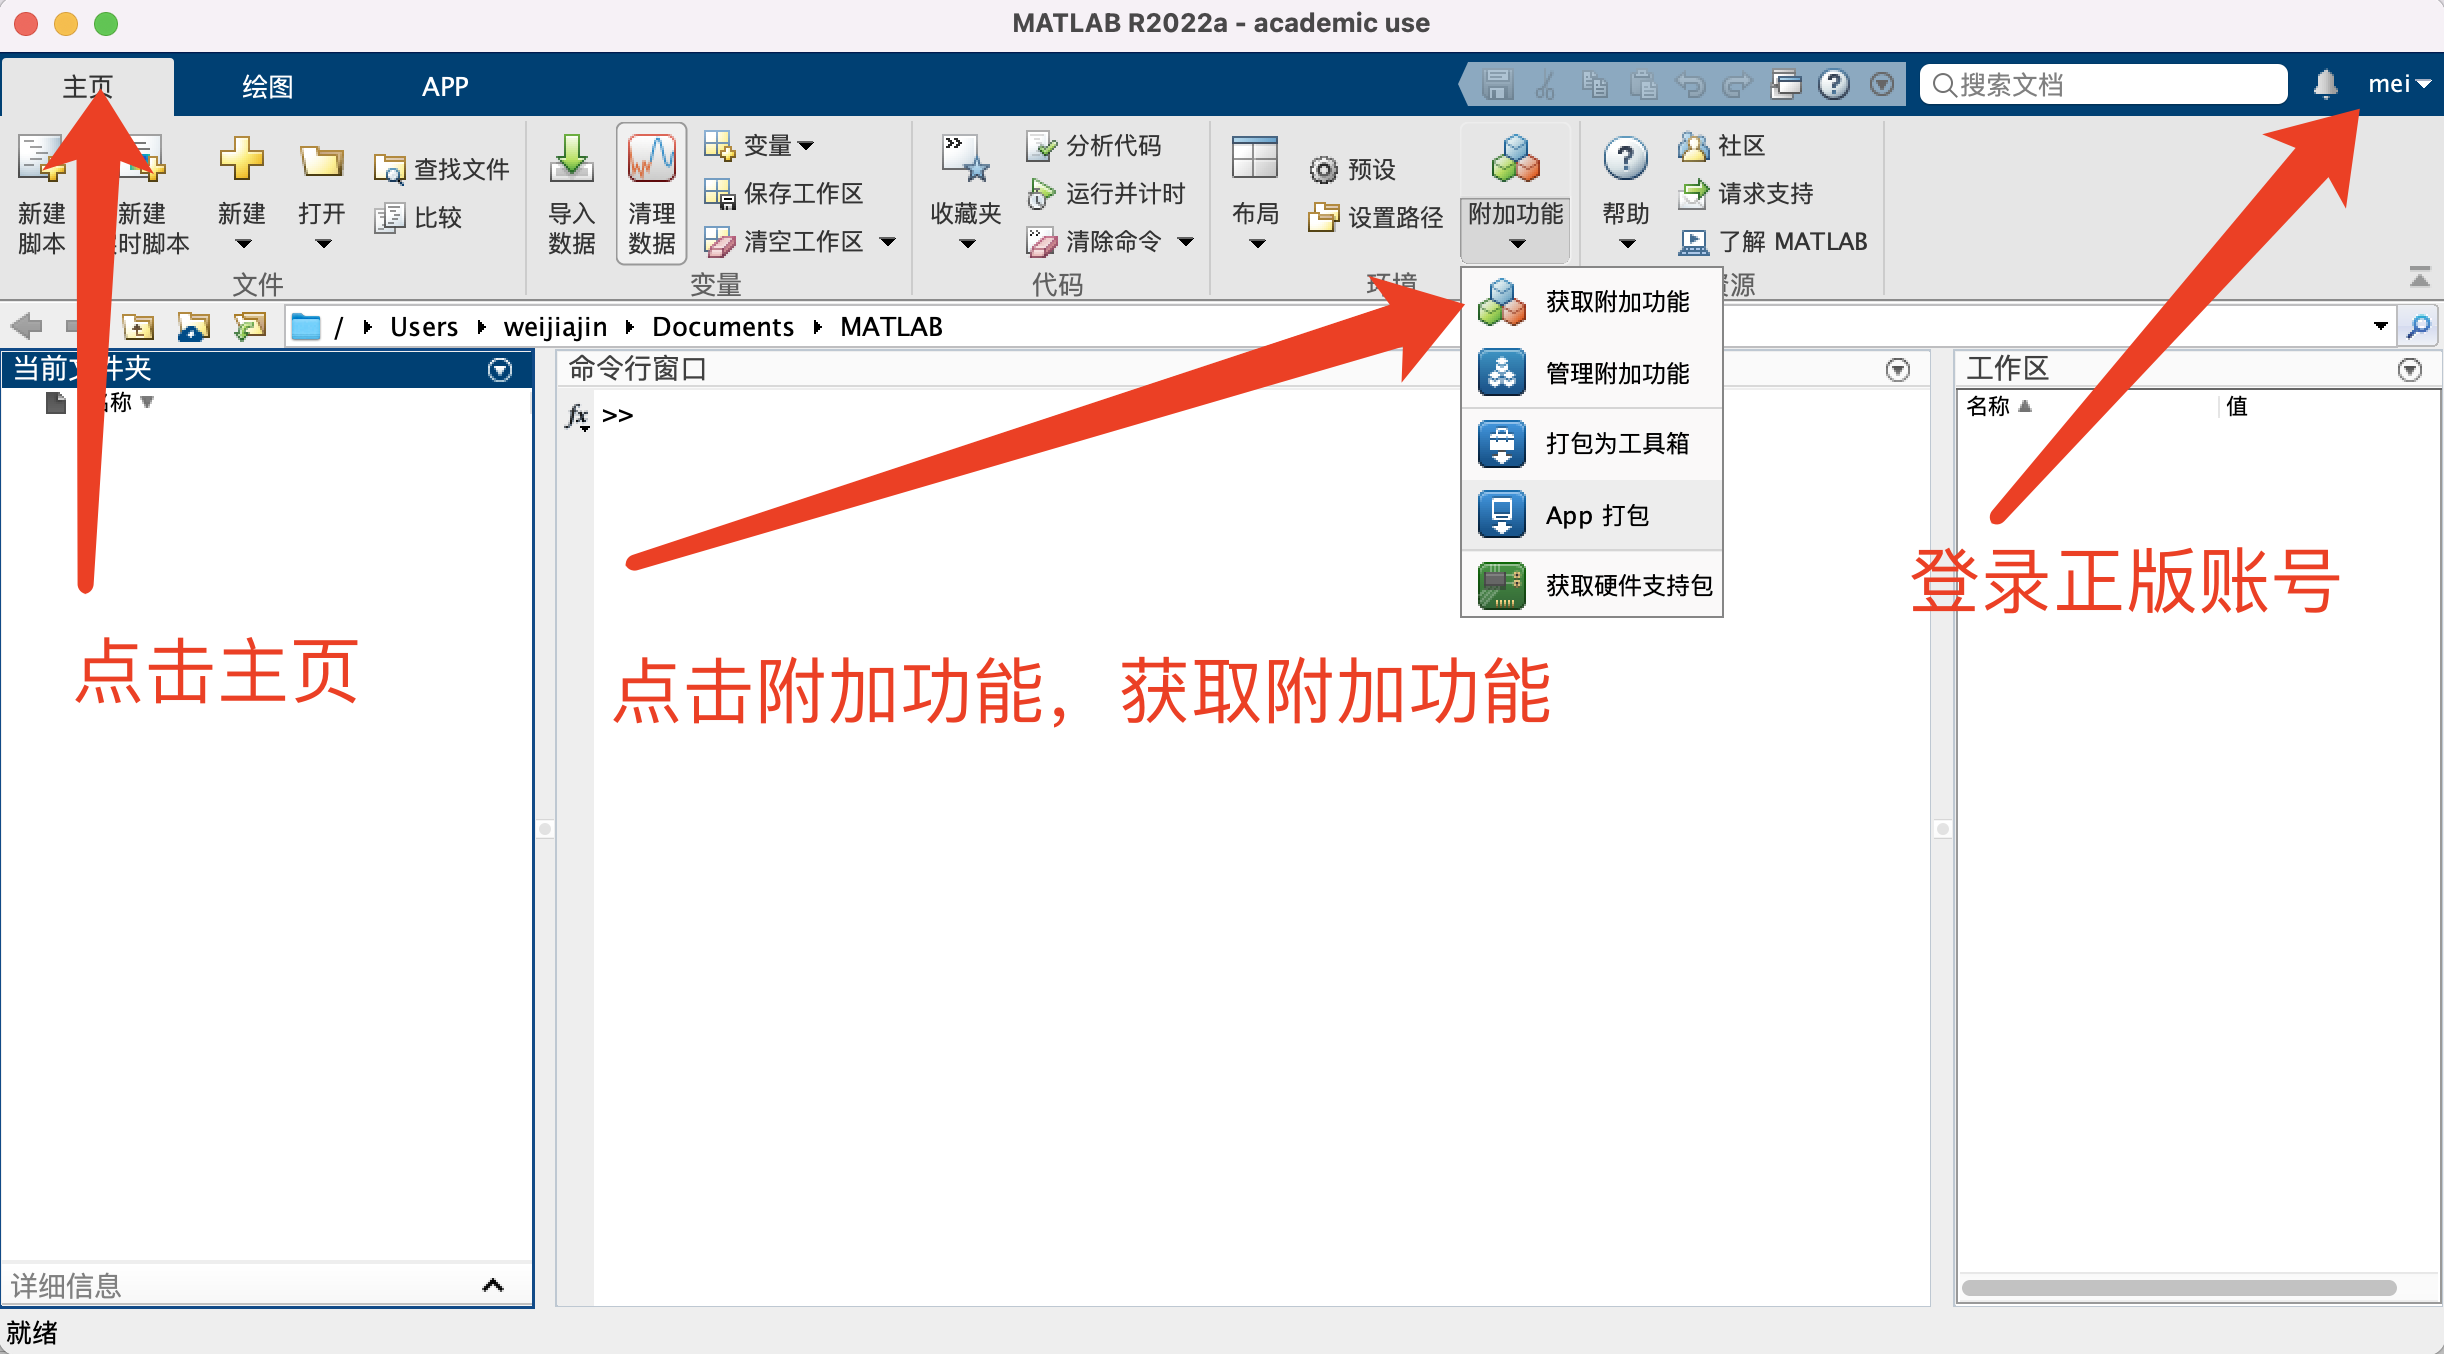 MATLAB R2022a - academic use
主页 绘图 APP 搜索文档 mei
新建脚本 新建 时脚本 新建 打开 查找文件 比较
导入数据 清理数据 变量 保存工作区 清空工作区
收藏夹 分析代码 运行并计时 清除命令
布局 预设 设置路径 附加功能
帮助 社区 请求支持 了解 MATLAB
文件 变量 代码 环境 资源
/ Users weijiajin Documents MATLAB
当前文件夹 命令行窗口 工作区
名称 名称 值
fx >>
获取附加功能
管理附加功能
打包为工具箱
App 打包
获取硬件支持包
登录正版账号
点击主页
点击附加功能，获取附加功能
详细信息
就绪